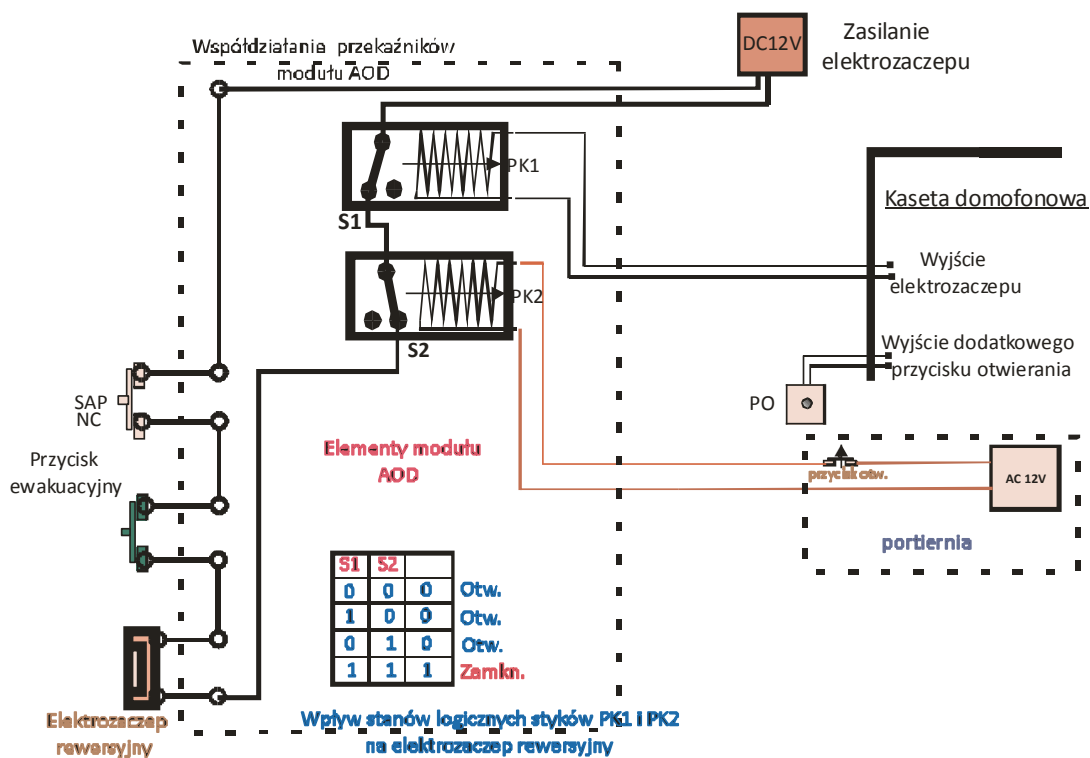 Współdziałanie przekaźników
modułu AOD
DC12V
Zasilanie
elektrozaczepu
PK1
S1
Kaseta domofonowa
Wyjście
elektrozaczepu
PK2
S2
Wyjście dodatkowego
przycisku otwierania
PO
SAP
NC
Przycisk
ewakuacyjny
Elementy modułu
AOD
przycisk otw.
AC 12V
portiernia
S1 S2
0 0 0 Otw.
1 0 0 Otw.
0 1 0 Otw.
1 1 1 Zamkn.
Elektrozaczep
rewersyjny
Wpływ stanów logicznych styków PK1 i PK2
na elektrozaczep rewersyjny